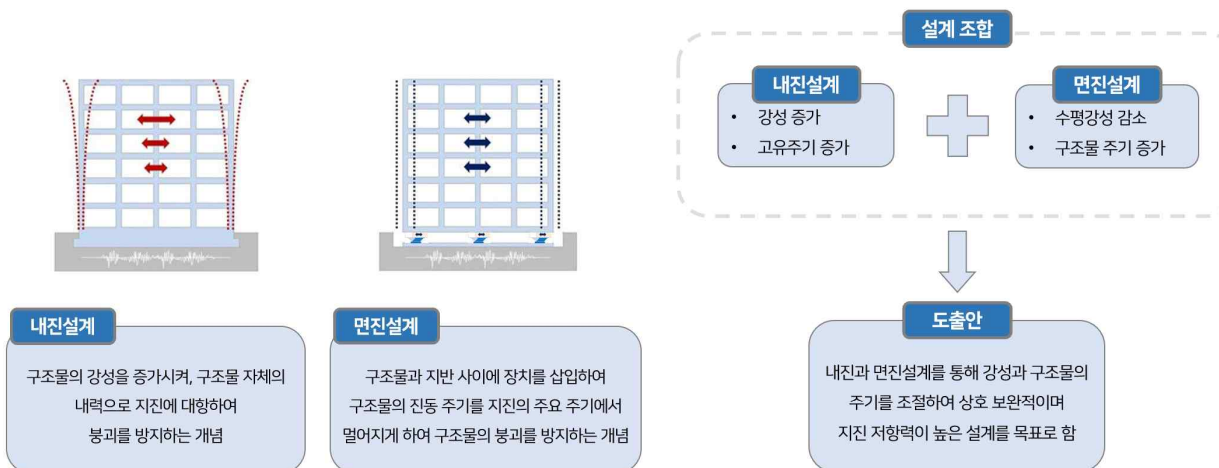 내진설계
구조물의 강성을 증가시켜, 구조물 자체의
내력으로 지진에 대항하여
붕괴를 방지하는 개념
면진설계
구조물과 지반 사이에 장치를 삽입하여
구조물의 진동 주기를 지진의 주요 주기에서
멀어지게 하여 구조물의 붕괴를 방지하는 개념
설계 조합
내진설계
• 강성 증가
• 고유주기 증가
면진설계
• 수평강성 감소
• 구조물 주기 증가
도출안
내진과 면진설계를 통해 강성과 구조물의
주기를 조절하여 상호 보완적이며
지진 저항력이 높은 설계를 목표로 함